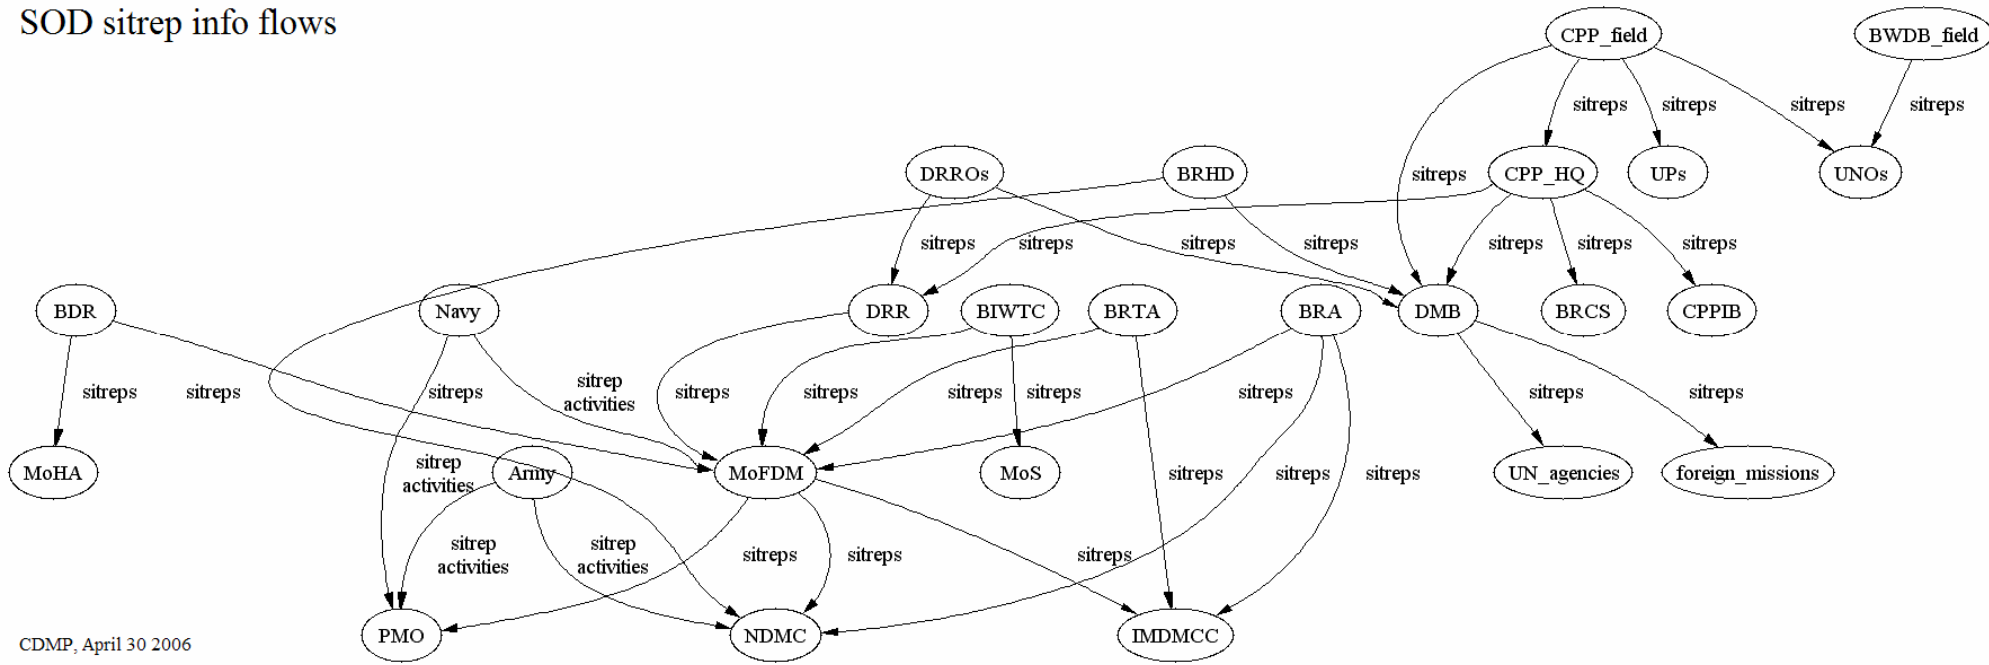 SOD sitrep info flows
CPP_field
BWDB_field
sitreps
sitreps
sitreps
sitreps
DRROs
BRHD
sitreps
CPP_HQ
UPs
UNOs
sitreps
sitreps
sitreps
sitreps
sitreps
sitreps
sitreps
BDR
Navy
DRR
BIWTC
BRTA
BRA
DMB
BRCS
CPPIB
sitreps
sitreps
sitreps
sitrep
activities
sitreps
sitreps
sitreps
sitreps
sitreps
sitreps
sitreps
MoHA
sitrep
activities
Army
MoFDM
MoS
sitreps
sitreps
sitreps
UN_agencies
foreign_missions
sitrep
activities
sitrep
activities
sitreps
sitreps
sitreps
PMO
NDMC
IMDMCC
CDMP, April 30 2006